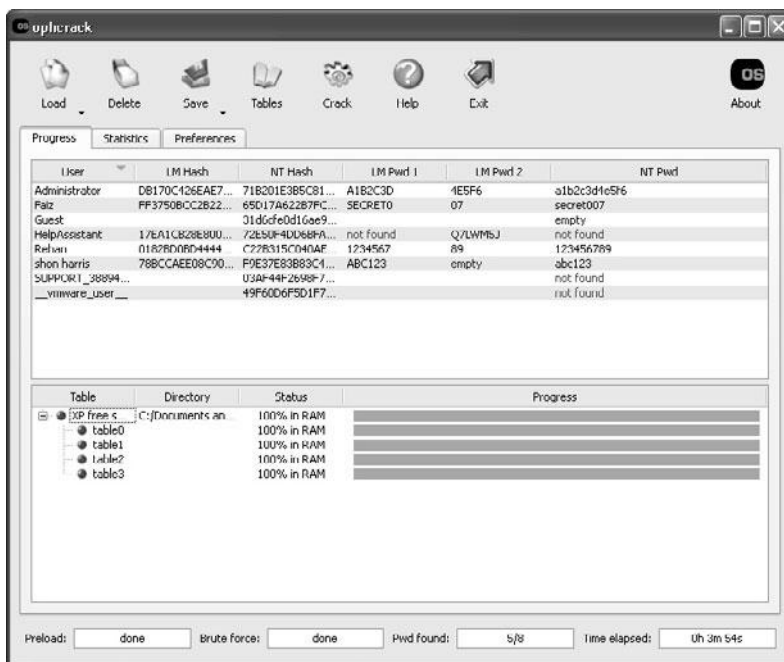 ophcrack
Load Delete Save Tables Crack Help Exit OS About
Progress Statistics Preferences
User LM Hash NT Hash LM Pwd 1 LM Pwd 2 NT Pwd
Administrator DB170C426EAE7... 71B201E3B5C81... A1B2C3D 4E5F6 a1b2c3d4e5f6
Faiz FF3750BCC2B22... 65D17A622B7FC... SECRET0 07 secret007
Guest 31d6cfe0d16ae9... empty
HelpAssistant 17EA1CB28E800... 72E50F4DD6BFA... not found Q7LWM5J not found
Rehan 0182BD0BD4444... C22B315C040AE... 1234567 89 123456789
shon harris 78BCCAEE08C90... F9E37E83B83C4... ABC123 empty abc123
SUPPORT_38894... 03AF44F2698F7... not found
__vmware_user__ 49F60D6F5D1F7... not found
Table Directory Status Progress
XP free s... C:/Documents an... 100% in RAM
table0 100% in RAM
table1 100% in RAM
table2 100% in RAM
table3 100% in RAM
Preload: done Brute force: done Pwd found: 5/8 Time elapsed: 0h 3m 54s